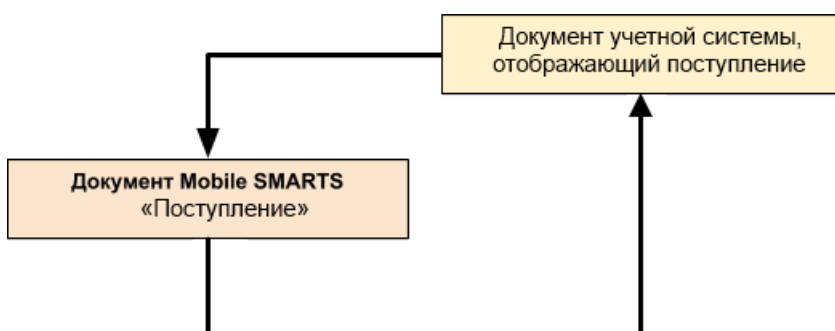 Документ учетной системы,
отображающий поступление
Документ Mobile SMARTS
«Поступление»